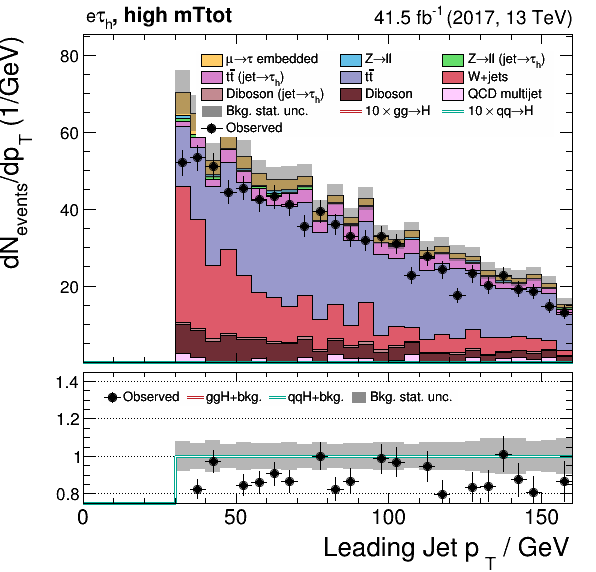 eτh, high mTtot 41.5 fb⁻¹ (2017, 13 TeV)
dNevents/dpT (1/GeV)
μ→τ embedded Z→ll Z→ll (jet→τh)
tt̄ (jet→τh) tt̄ W+jets
Diboson (jet→τh) Diboson QCD multijet
Bkg. stat. unc. 10 × gg→H 10 × qq→H
Observed
80
60
40
20
Observed ggH+bkg. qqH+bkg. Bkg. stat. unc.
1.4
1.2
1
0.8
0 50 100 150
Leading Jet pT / GeV